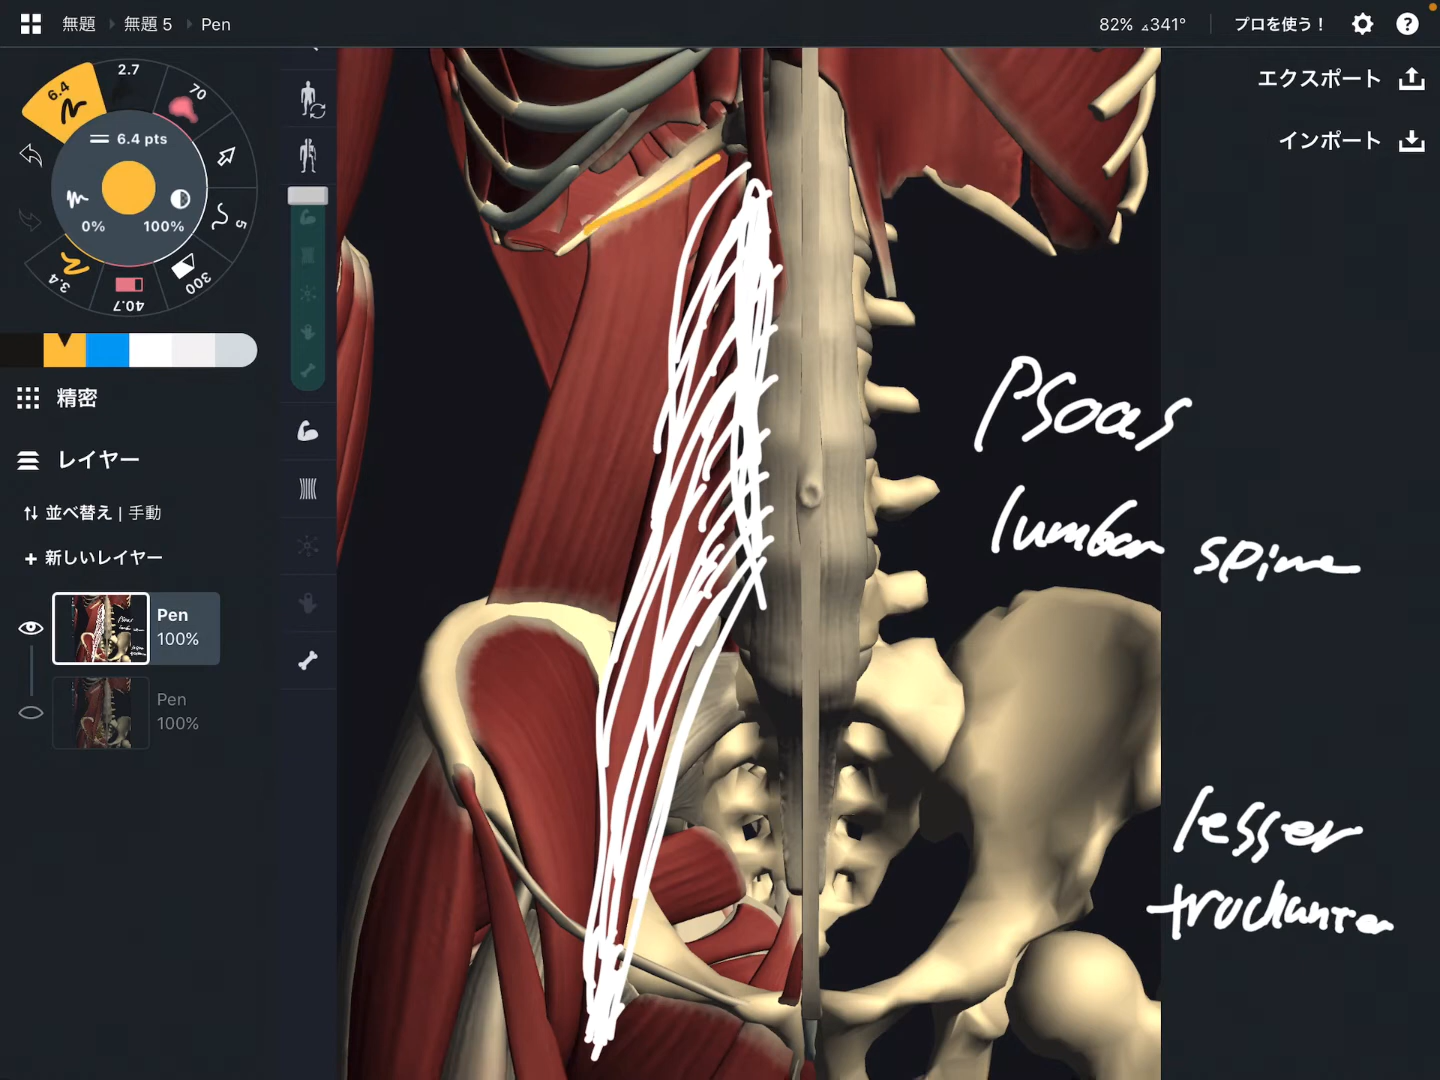 無題 無題 5 Pen
82% ⊿341°
プロを使う！
?
エクスポート
インポート
2.7
6.4
70
6.4 pts
0%
100%
5
3.4
40.7
300
精密
レイヤー
並べ替え | 手動
+ 新しいレイヤー
Pen
100%
Pen
100%
Psoas
lumbar spine
lesser
trochanter